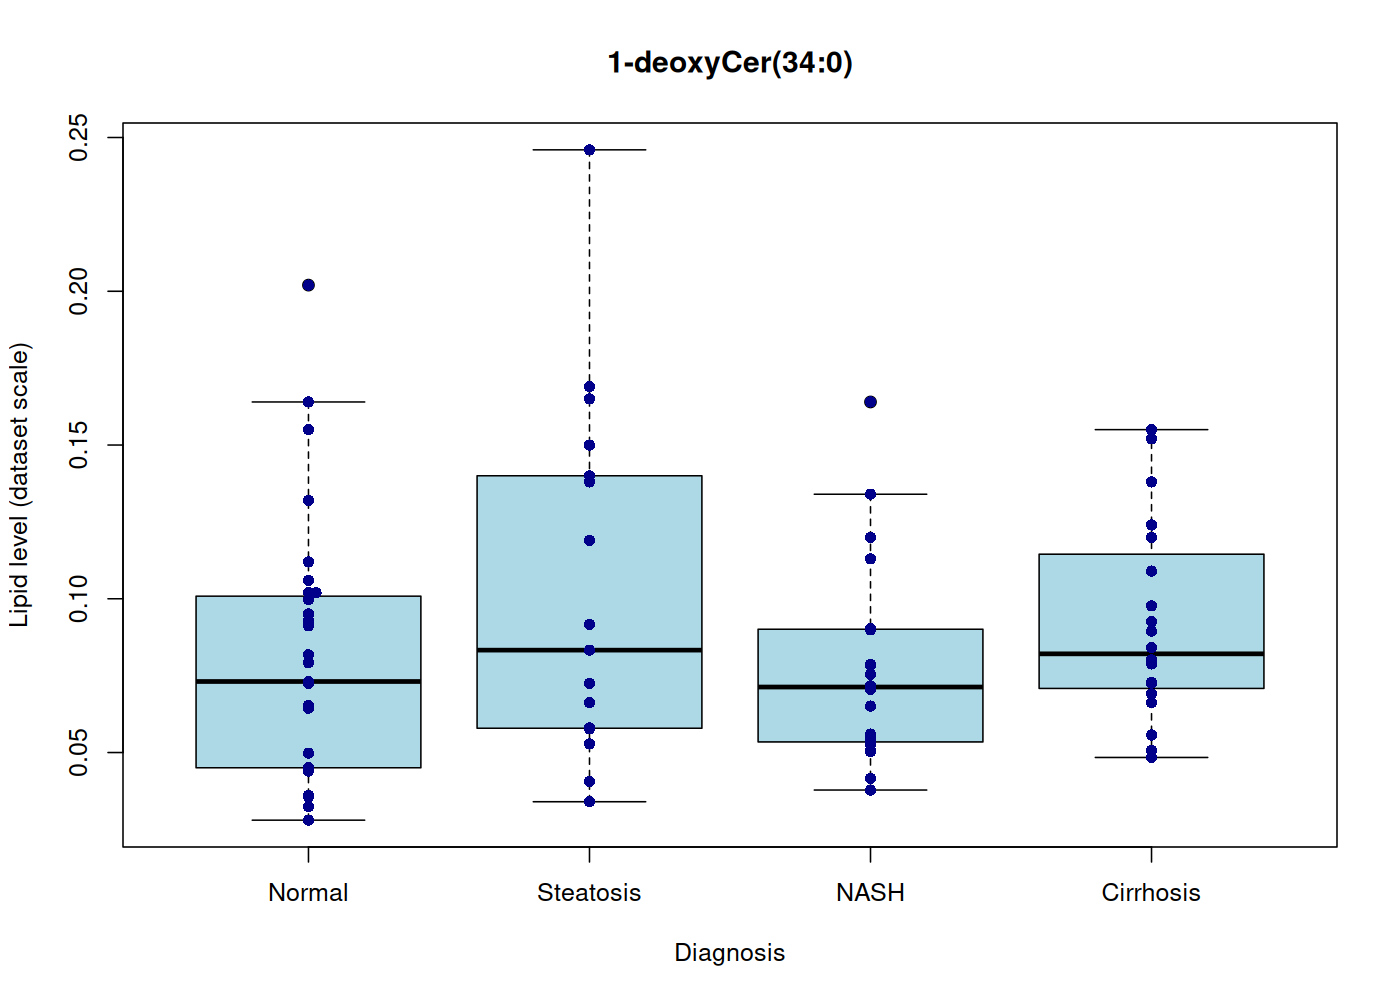 1-deoxyCer(34:0)
Lipid level (dataset scale)
0.25
0.20
0.15
0.10
0.05
Normal Steatosis NASH Cirrhosis
Diagnosis